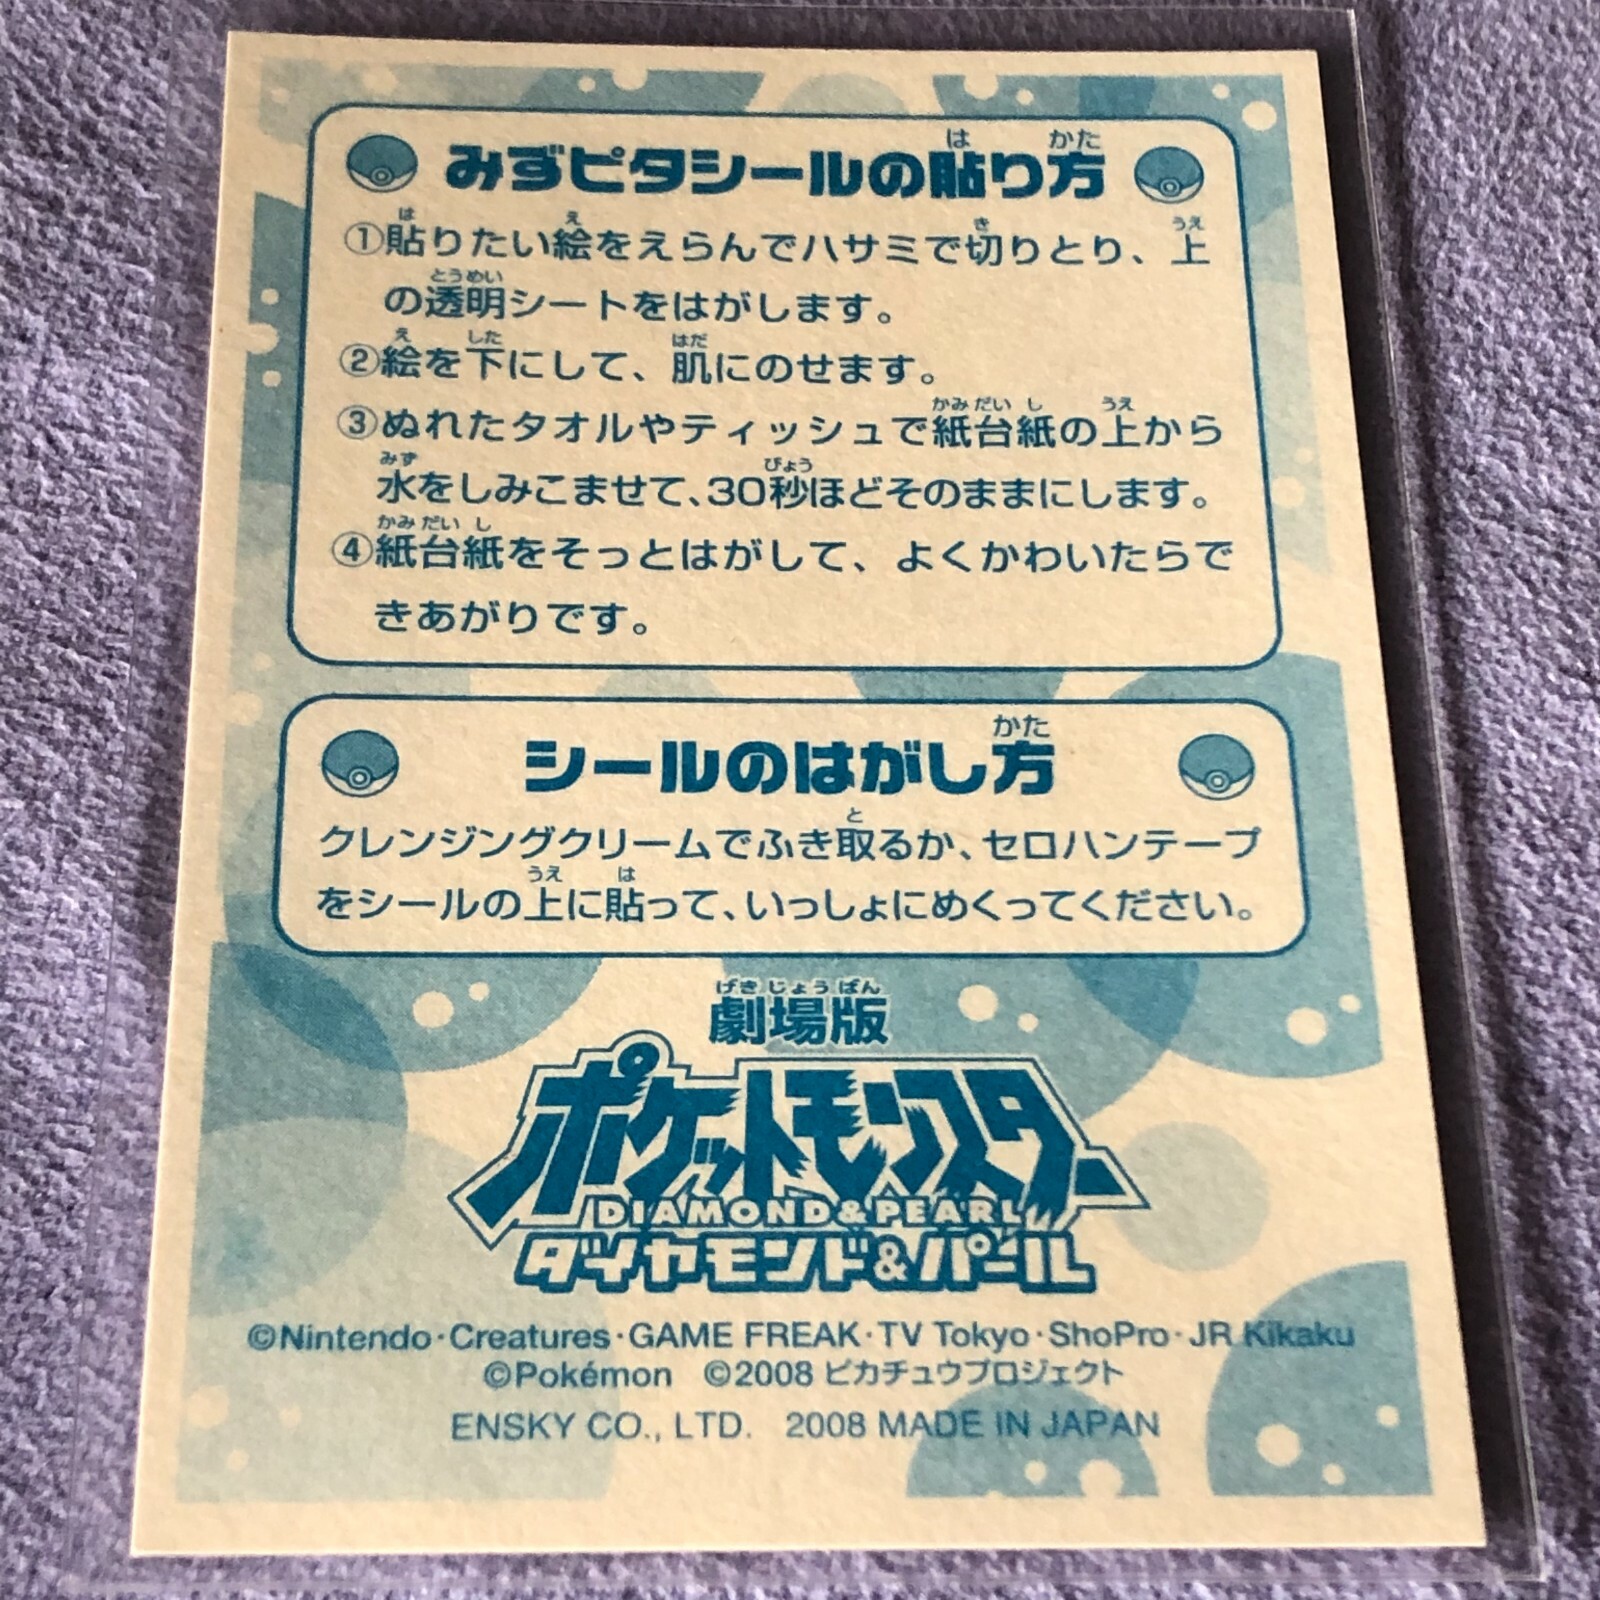 みずピタシールの貼り方
①貼りたい絵をえらんでハサミで切りとり、上
の透明シートをはがします。
②絵を下にして、肌にのせます。
③ぬれたタオルやティッシュで紙台紙の上から
水をしみこませて、30秒ほどそのままにします。
④紙台紙をそっとはがして、よくかわいたらで
きあがりです。
シールのはがし方
クレンジングクリームでふき取るか、セロハンテープ
をシールの上に貼って、いっしょにめくってください。
劇場版
ポケットモンスター
DIAMOND&PEARL
ダイヤモンド&パール
©Nintendo・Creatures・GAME FREAK・TV Tokyo・ShoPro・JR Kikaku
©Pokémon ©2008 ピカチュウプロジェクト
ENSKY CO., LTD. 2008 MADE IN JAPAN